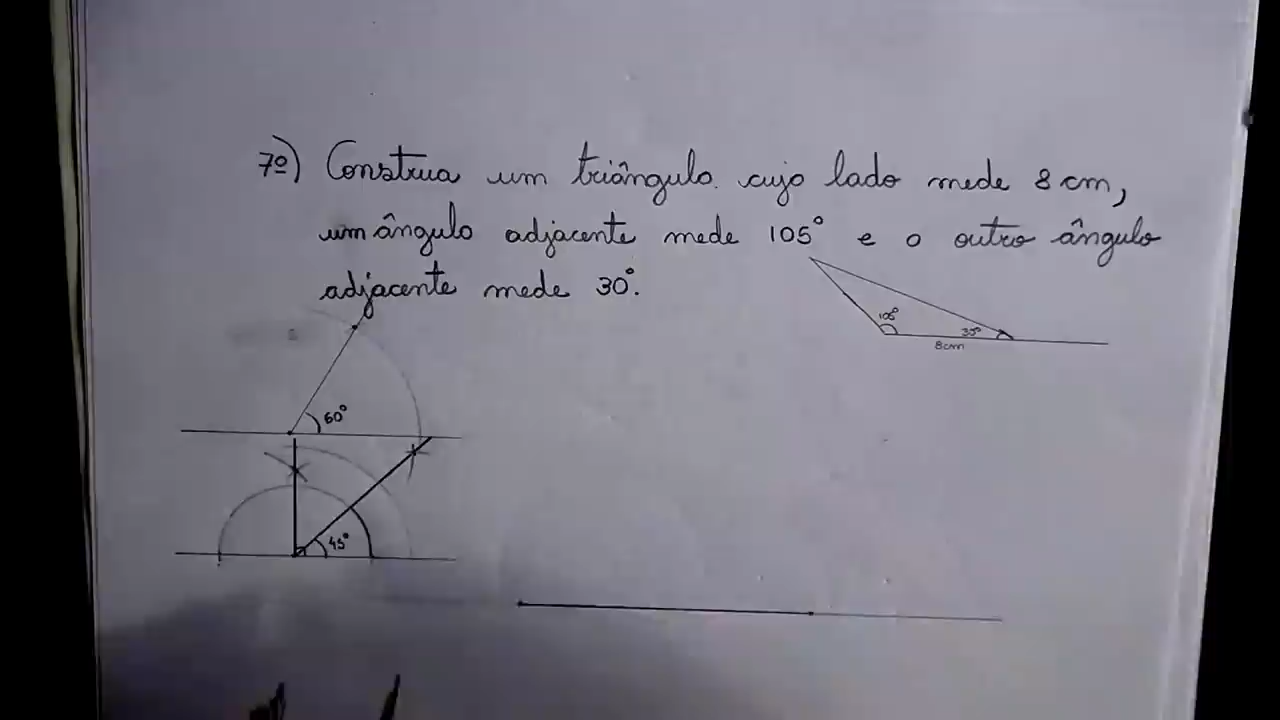 7º) Construa um triângulo cujo lado mede 8 cm,
um ângulo adjacente mede 105° e o outro ângulo
adjacente mede 30°.
105°
30°
8cm
60°
45°